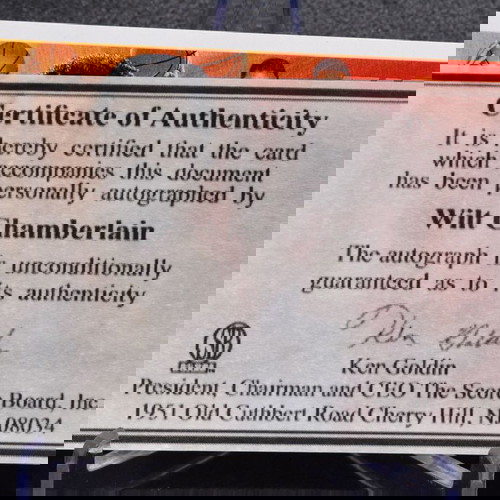 Certificate of Authenticity
It is hereby certified that the card
which accompanies this document
has been personally autographed by
Wilt Chamberlain
The autograph is unconditionally
guaranteed as to its authenticity
Ken Goldin
President, Chairman and CEO The Score Board, Inc.
1951 Old Cuthbert Road Cherry Hill, NJ 08034